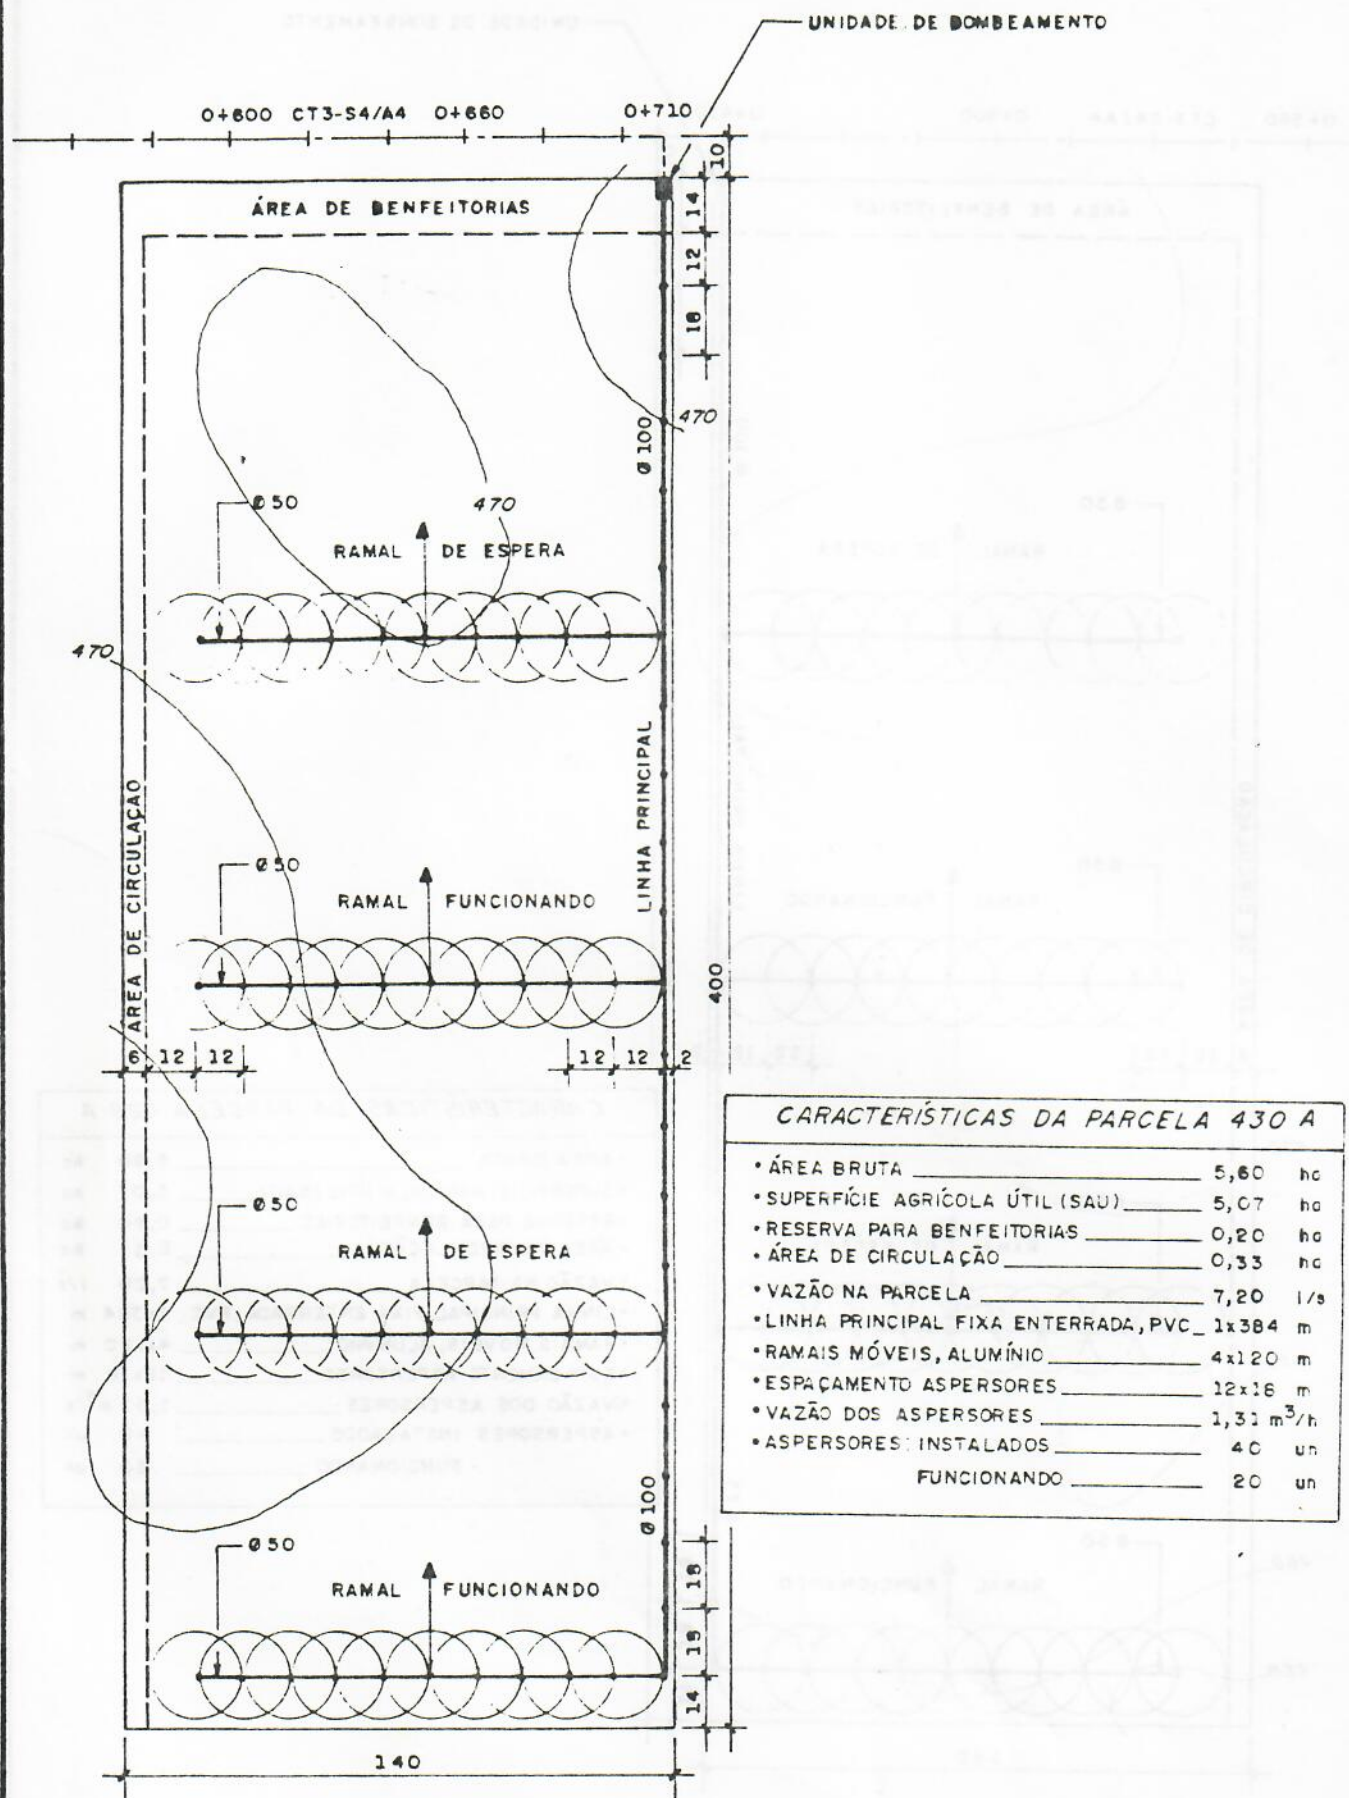 UNIDADE DE BOMBEAMENTO
0+600 CT3-S4/A4 0+660 0+710
10
ÁREA DE BENFEITORIAS
14
12
18
470
Ø 100
Ø 50
470
RAMAL DE ESPERA
470
LINHA PRINCIPAL
ÁREA DE CIRCULAÇÃO
Ø 50
RAMAL FUNCIONANDO
400
6 12 12 12 12 2
Ø 50
RAMAL DE ESPERA
Ø 100
Ø 50
RAMAL FUNCIONANDO
18
18
14
140
CARACTERÍSTICAS DA PARCELA 430 A
• ÁREA BRUTA 5,60 ha
• SUPERFÍCIE AGRÍCOLA ÚTIL (SAU) 5,07 ha
• RESERVA PARA BENFEITORIAS 0,20 ha
• ÁREA DE CIRCULAÇÃO 0,33 ha
• VAZÃO NA PARCELA 7,20 l/s
• LINHA PRINCIPAL FIXA ENTERRADA, PVC 1x384 m
• RAMAIS MÓVEIS, ALUMÍNIO 4x120 m
• ESPAÇAMENTO ASPERSORES 12x18 m
• VAZÃO DOS ASPERSORES 1,31 m³/h
• ASPERSORES: INSTALADOS 40 un
FUNCIONANDO 20 un